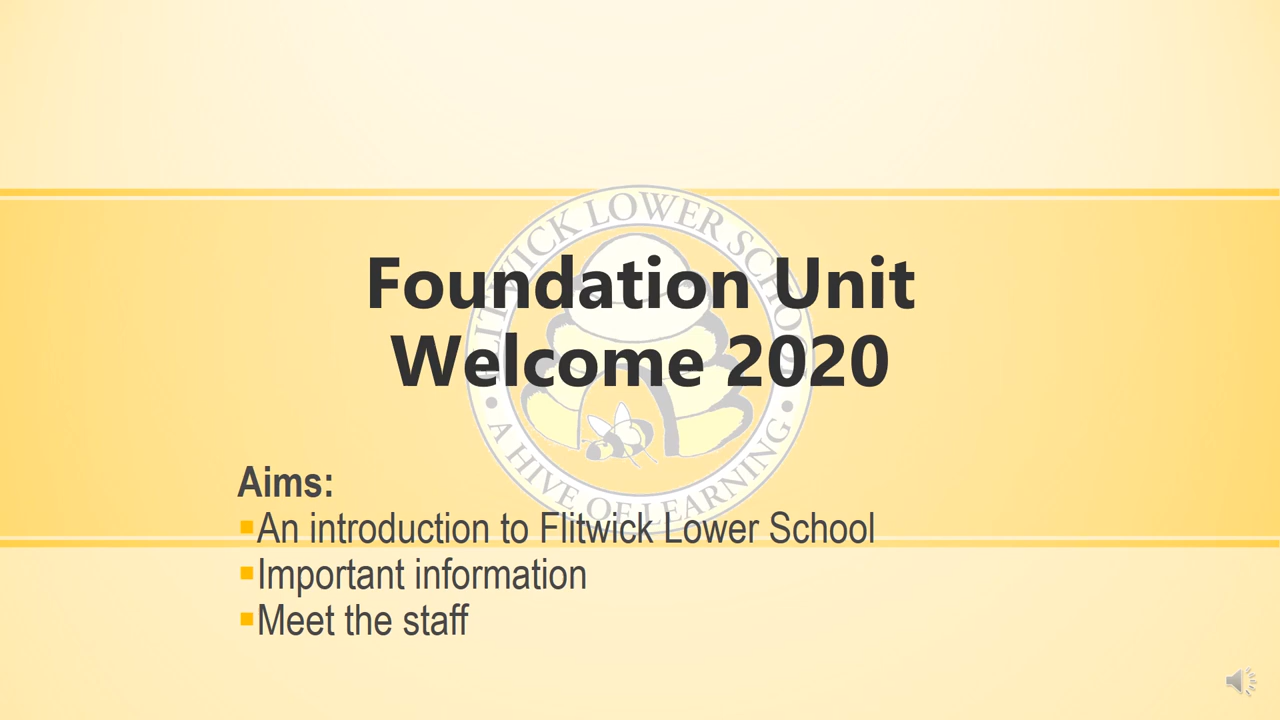 FLITWICK LOWER SCHOOL
Foundation Unit
Welcome 2020
• A HIVE OF LEARNING •
Aims:
▪An introduction to Flitwick Lower School
▪Important information
▪Meet the staff